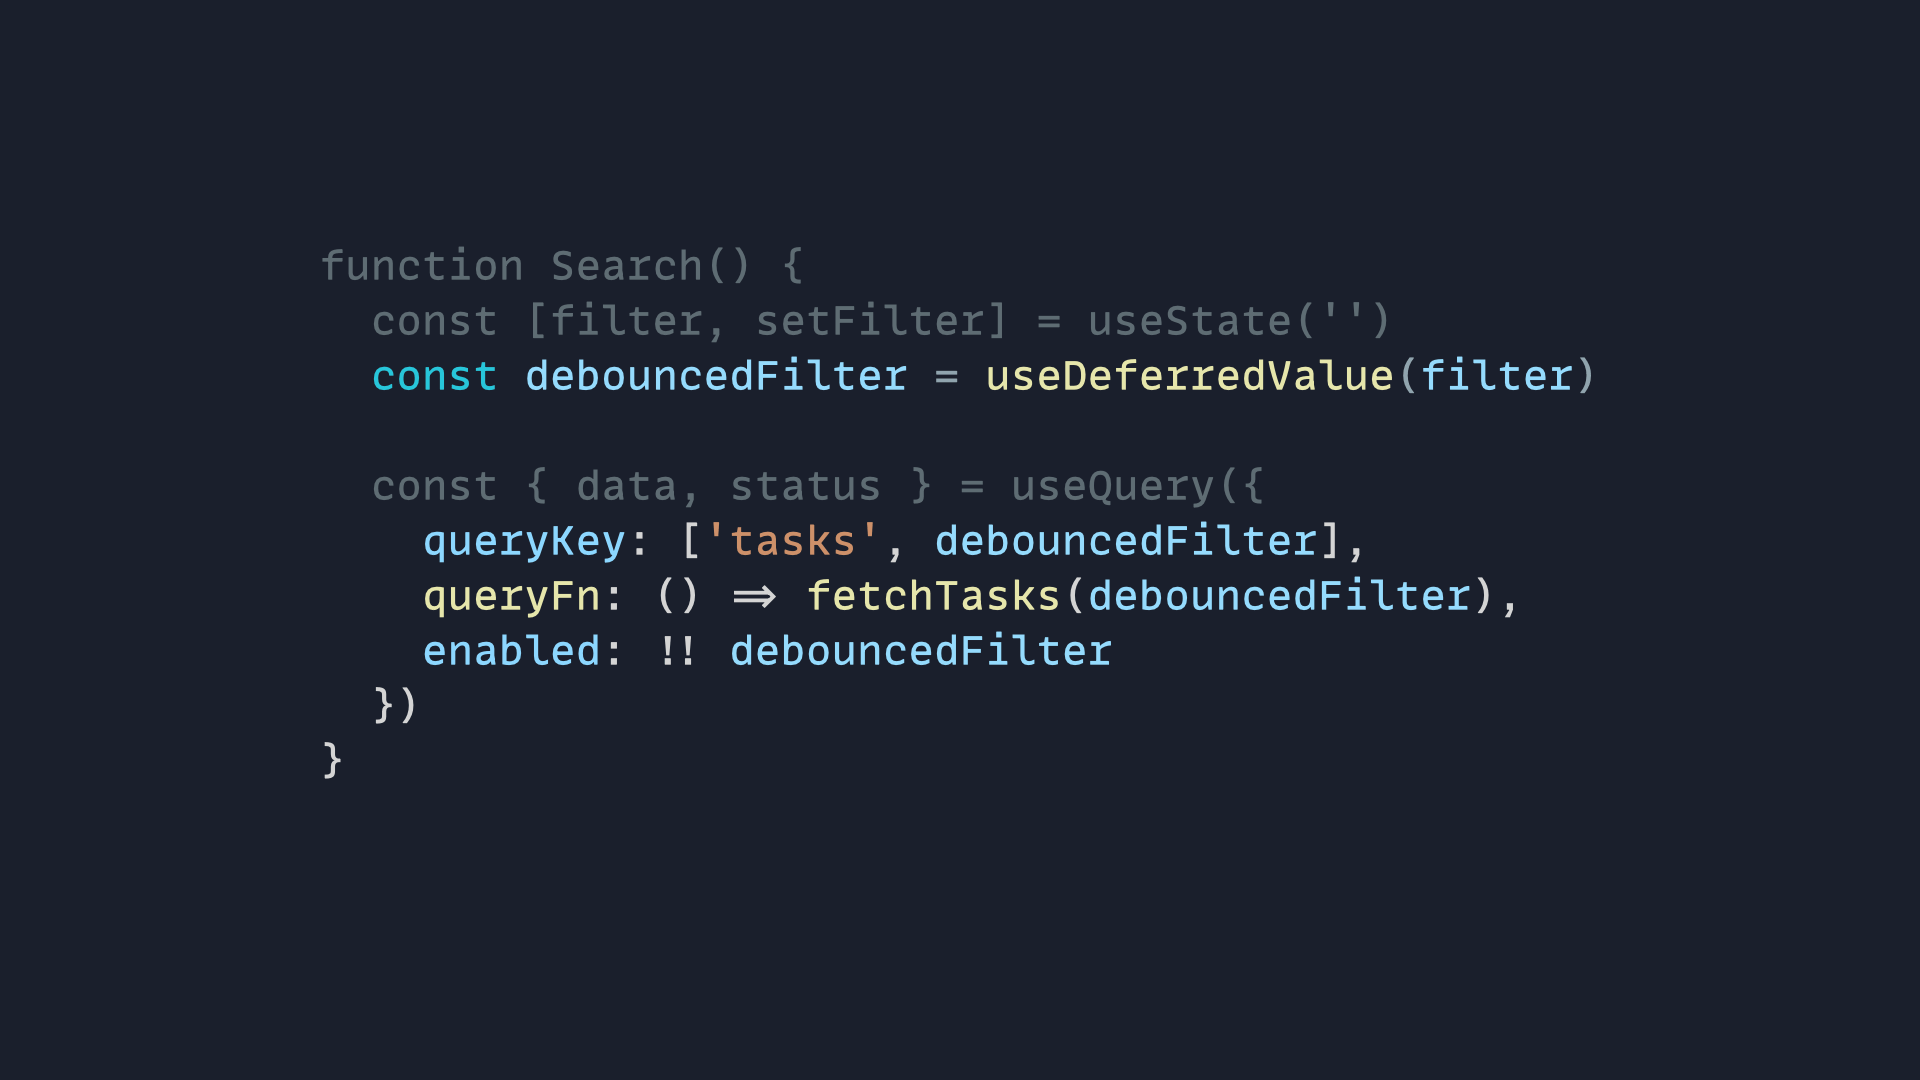 function Search() {
const [filter, setFilter] = useState('')
const debouncedFilter = useDeferredValue(filter)
const { data, status } = useQuery({
queryKey: ['tasks', debouncedFilter],
queryFn: () => fetchTasks(debouncedFilter),
enabled: !! debouncedFilter
})
}